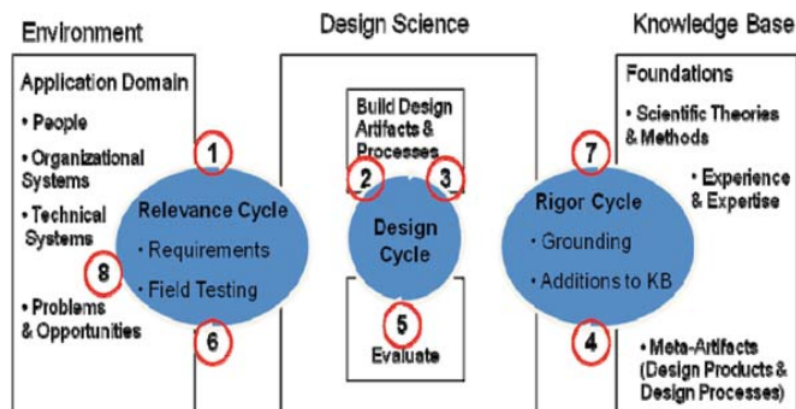 Environment
Design Science
Knowledge Base
Application Domain
• People
• Organizational
Systems
• Technical
Systems
• Problems
& Opportunities
1
Relevance Cycle
• Requirements
• Field Testing
8
6
Build Design
Artifacts &
Processes
2
3
Design
Cycle
5
Evaluate
7
Rigor Cycle
• Grounding
• Additions to KB
4
Foundations
• Scientific Theories
& Methods
• Experience
& Expertise
• Meta-Artifacts
(Design Products &
Design Processes)